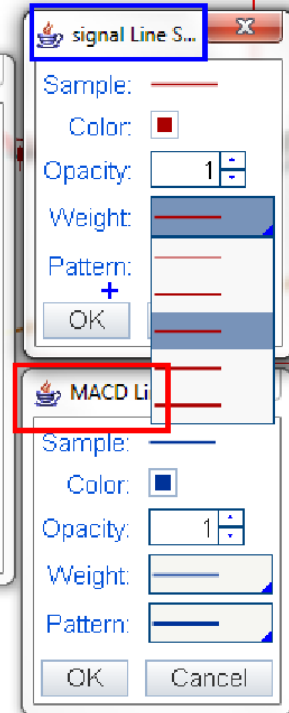 signal Line S...
Sample:
Color:
Opacity: 1
Weight:
Pattern:
OK
MACD Li
Sample:
Color:
Opacity: 1
Weight:
Pattern:
OK Cancel